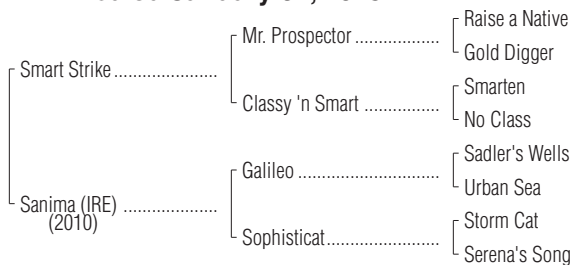 Smart Strike
Mr. Prospector
Raise a Native
Gold Digger
Classy 'n Smart
Smarten
No Class
Sanima (IRE)
(2010)
Galileo
Sadler's Wells
Urban Sea
Sophisticat
Storm Cat
Serena's Song